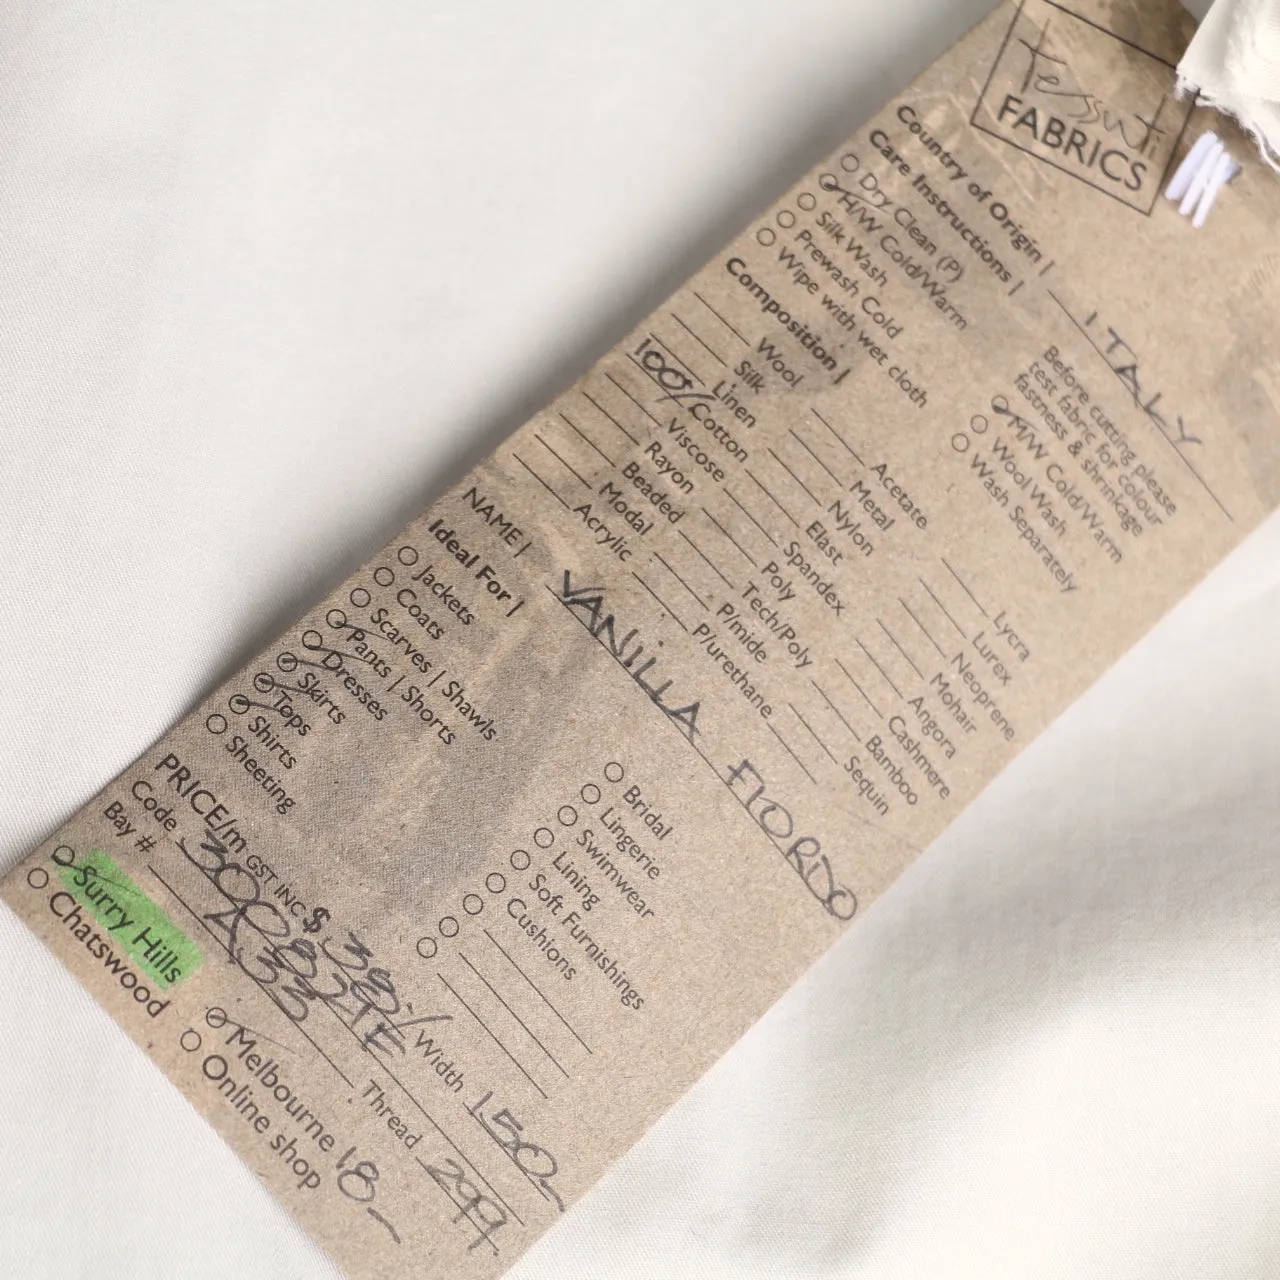 Tessuti
FABRICS
Country of Origin | ITALY
Care Instructions |
Dry Clean (P)
H/W Cold/Warm
Silk Wash
Prewash Cold
Wipe with wet cloth
Before cutting please
test fabric for colour
fastness & shrinkage
M/W Cold/Warm
Wool Wash
Wash Separately
Composition |
Wool
Silk
Linen
100% Cotton
Viscose
Rayon
Beaded
Modal
Acrylic
Acetate
Metal
Nylon
Elast
Spandex
Poly
Tech/Poly
P/mide
P/urethane
Lycra
Lurex
Neoprene
Mohair
Angora
Cashmere
Bamboo
Sequin
NAME | VANILLA FIORDO
Ideal For |
Jackets
Coats
Scarves | Shawls
Pants | Shorts
Dresses
Skirts
Tops
Shirts
Sheeting
Bridal
Lingerie
Swimwear
Lining
Soft Furnishings
Cushions
PRICE/m GST INC $ Width 150
Code
Bay # A33 Thread 299
Surry Hills
Chatswood
Melbourne 18
Online shop